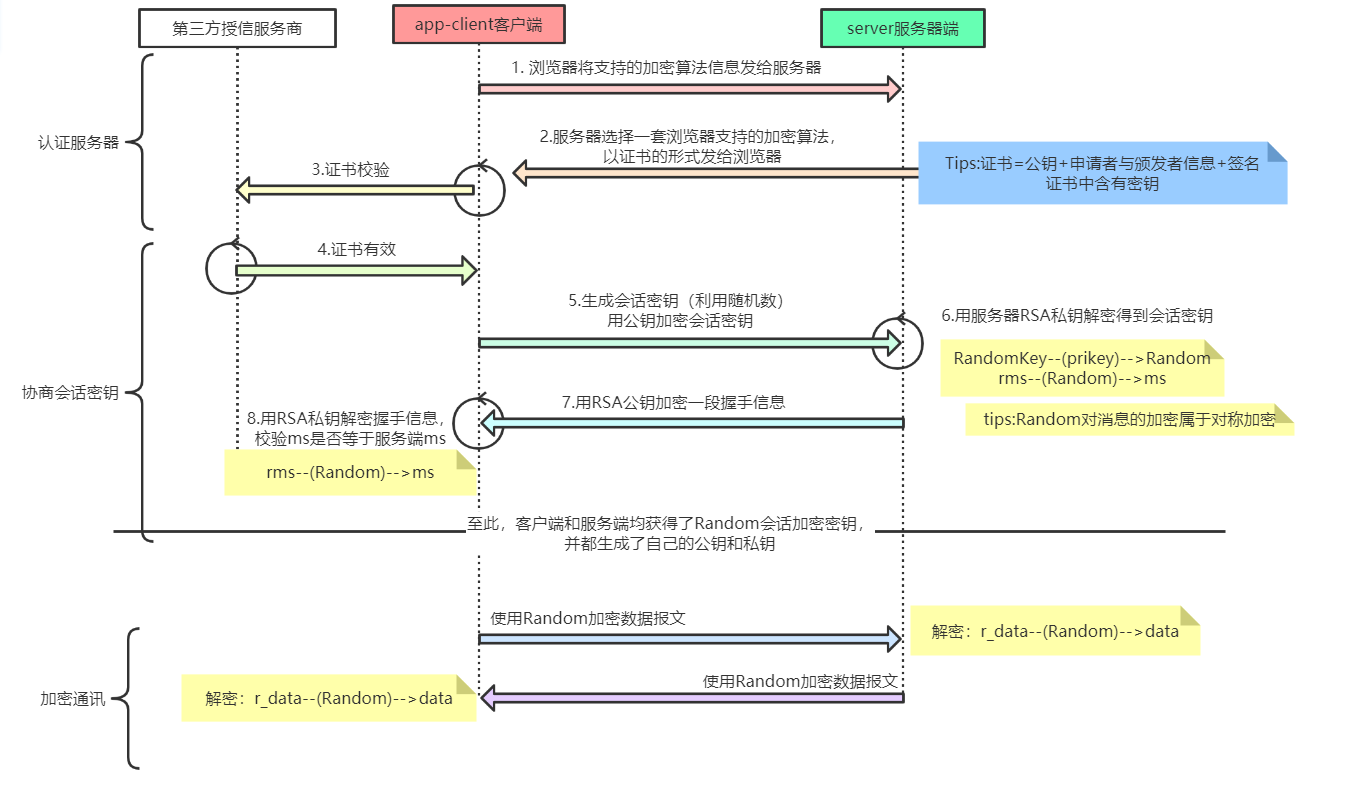 第三方授信服务商
app-client客户端
server服务器端
1. 浏览器将支持的加密算法信息发给服务器
认证服务器
2.服务器选择一套浏览器支持的加密算法，
以证书的形式发给浏览器
Tips:证书=公钥+申请者与颁发者信息+签名
证书中含有密钥
3.证书校验
4.证书有效
5.生成会话密钥（利用随机数）
用公钥加密会话密钥
6.用服务器RSA私钥解密得到会话密钥
RandomKey--(prikey)-->Random
rms--(Random)-->ms
协商会话密钥
7.用RSA公钥加密一段握手信息
tips:Random对消息的加密属于对称加密
8.用RSA私钥解密握手信息，
校验ms是否等于服务端ms
rms--(Random)-->ms
至此，客户端和服务端均获得了Random会话加密密钥，
并都生成了自己的公钥和私钥
使用Random加密数据报文
解密：r_data--(Random)-->data
加密通讯
使用Random加密数据报文
解密：r_data--(Random)-->data